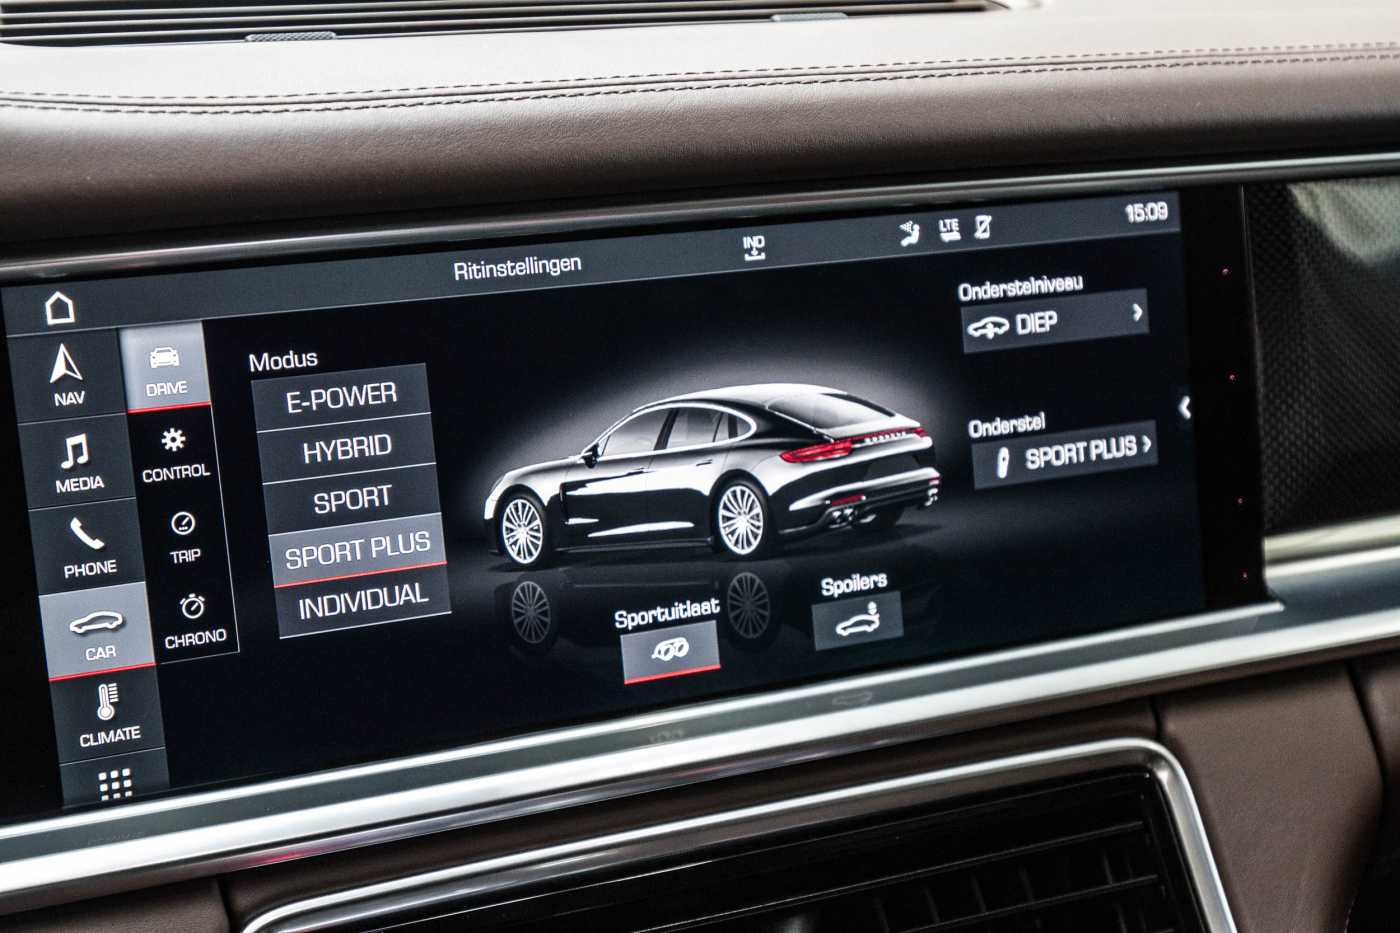 15:09
LTE
IND
Ritinstellingen
NAV
MEDIA
PHONE
CAR
CLIMATE
DRIVE
CONTROL
TRIP
CHRONO
Modus
E-POWER
HYBRID
SPORT
SPORT PLUS
INDIVIDUAL
Onderstelniveau
DIEP
Onderstel
SPORT PLUS
PORSCHE
Sportuitlaat
Spoilers